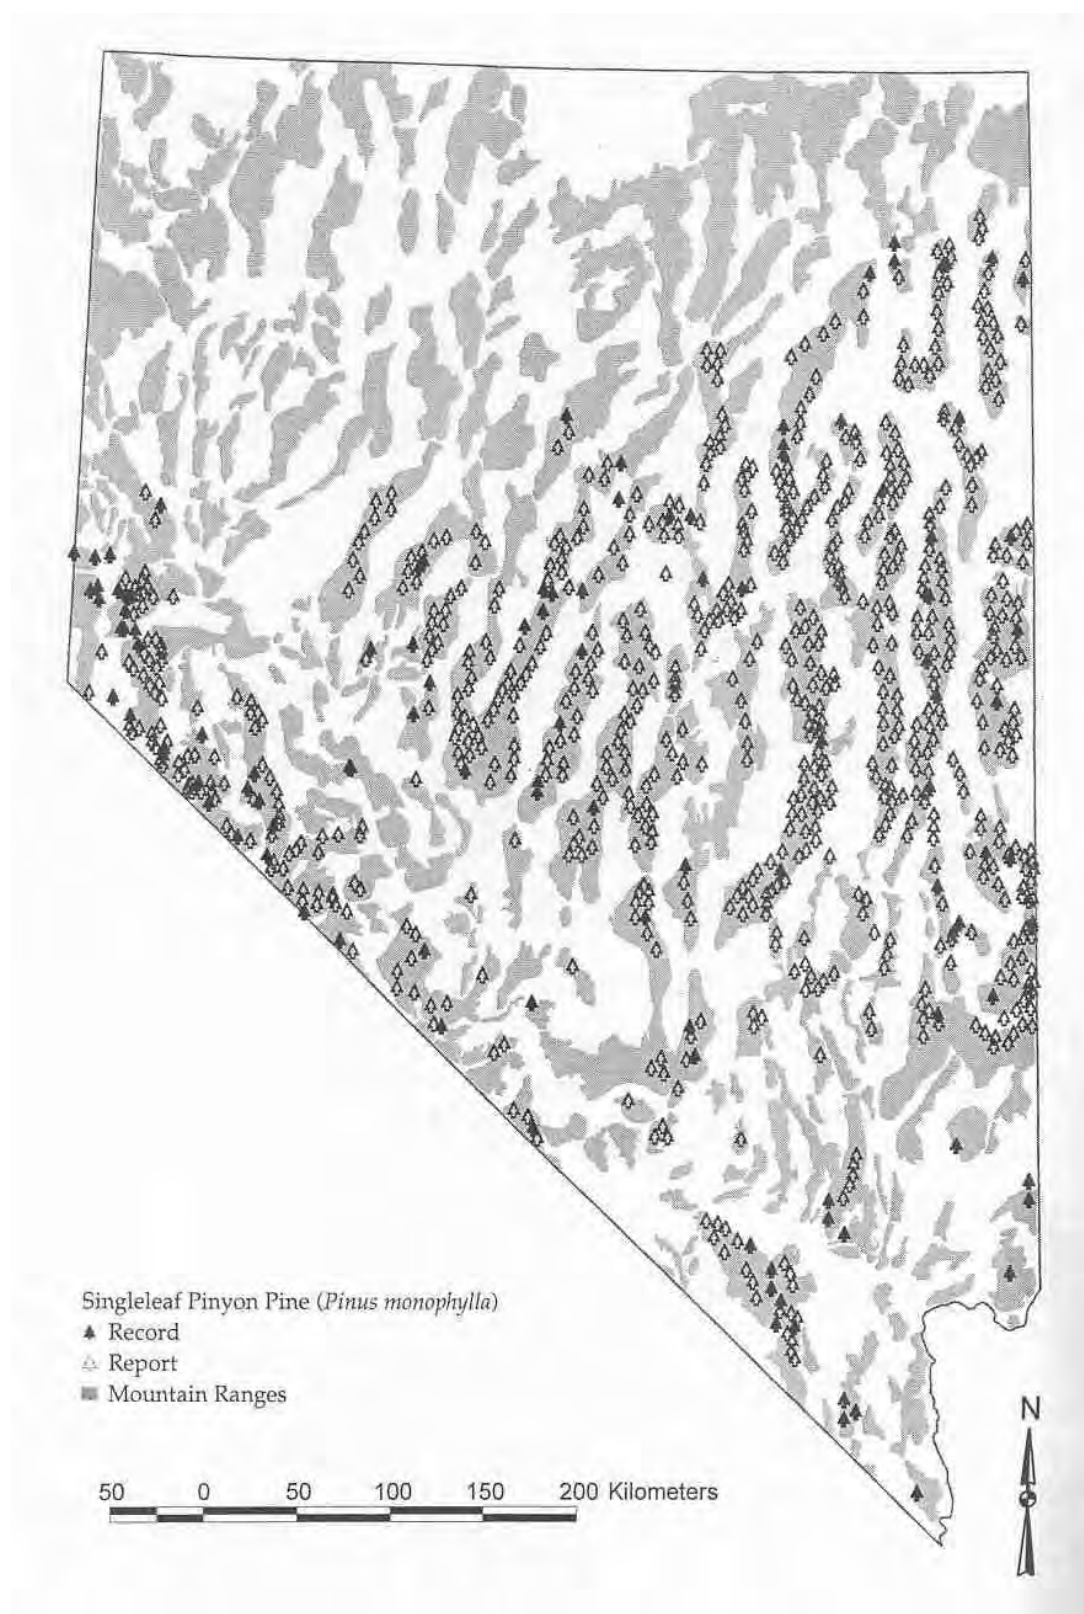 Singleleaf Pinyon Pine (Pinus monophylla)
Record
Report
Mountain Ranges
N
50 0 50 100 150 200 Kilometers